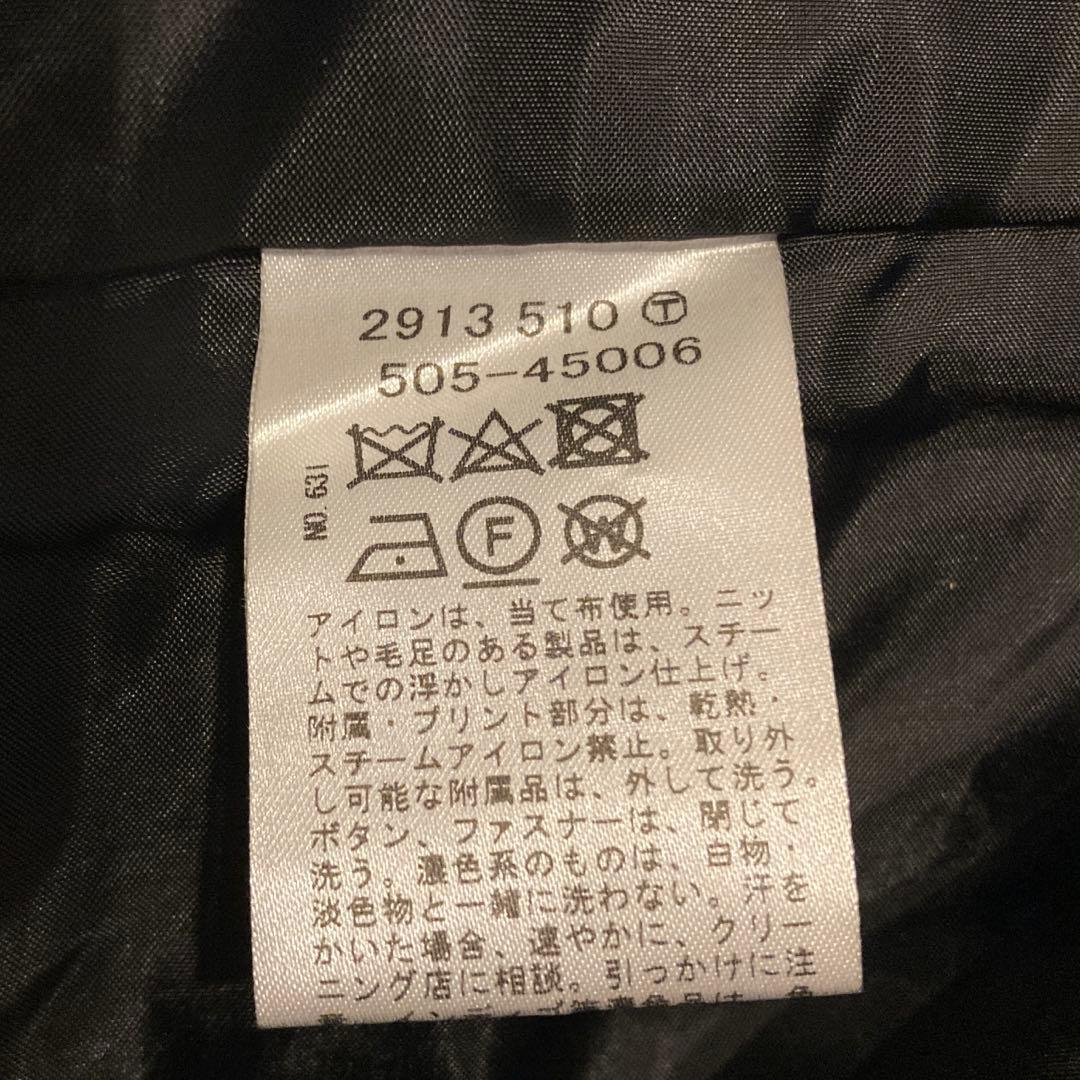 2913 510 Ⓣ
505-45006
NO. 631
F
W
アイロンは、当て布使用。ニッ
トや毛足のある製品は、スチー
ムでの浮かしアイロン仕上げ。
附属・プリント部分は、乾熱・
スチームアイロン禁止。取り外
し可能な附属品は、外して洗う。
ボタン、ファスナーは、閉じて
洗う。濃色系のものは、白物・
淡色物と一緒に洗わない。汗を
かいた場合、速やかに、クリー
ニング店に相談。引っかけに注